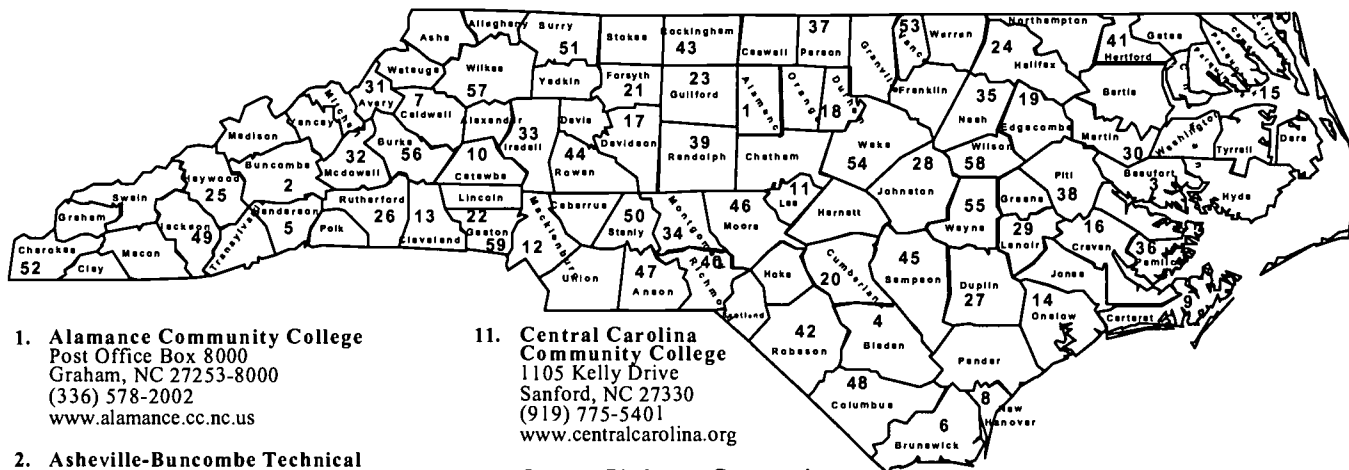 Alleghany
Surry
51
Ashe
Stokes
Rockingham
43
Caswell
37
Person
Granville
53
Vance
Warren
Northampton
24
Halifax
41
Hertford
Gates
15
Watauga
31
Avery
Wilkes
57
Yadkin
Forsyth
21
23
Guilford
1
18
Franklin
35
Nash
19
Edgecombe
Bertie
Martin
30
Washington
Tyrrell
Dare
Madison
Yancey
7
Caldwell
Alexander
33
Iredell
Davie
17
Davidson
39
Randolph
Chatham
Wake
54
28
Johnston
Wilson
58
Pitt
38
Beaufort
3
Hyde
Buncombe
2
32
Mcdowell
Burke
56
10
Catawba
44
Rowan
11
Lee
Harnett
55
Wayne
Greene
29
Lenoir
16
Craven
36
Swain
Haywood
25
Graham
Jackson
49
Transylvania
Henderson
5
Polk
Rutherford
26
13
Cleveland
Lincoln
22
Gaston
59
Mecklenburg
12
Cabarrus
50
Stanly
34
46
Moore
Cherokee
52
Clay
Macon
Union
47
Anson
Hoke
20
45
Sampson
Duplin
27
Jones
14
Onslow
Carteret
9
42
Robeson
4
Bladen
Pender
48
Columbus
6
Brunswick
8
New
Hanover
1. Alamance Community College
Post Office Box 8000
Graham, NC 27253-8000
(336) 578-2002
www.alamance.cc.nc.us
2. Asheville-Buncombe Technical
11. Central Carolina
Community College
1105 Kelly Drive
Sanford, NC 27330
(919) 775-5401
www.centralcarolina.org